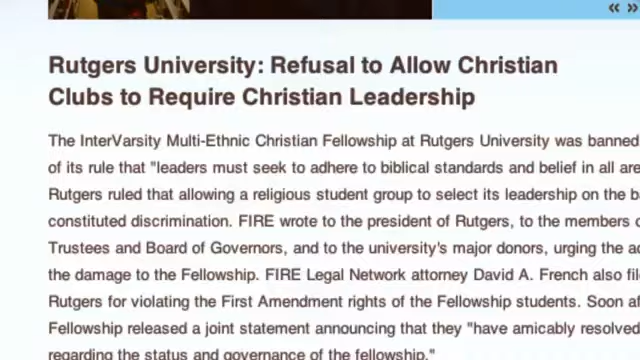 « »
Rutgers University: Refusal to Allow Christian
Clubs to Require Christian Leadership
The InterVarsity Multi-Ethnic Christian Fellowship at Rutgers University was banned
of its rule that "leaders must seek to adhere to biblical standards and belief in all are
Rutgers ruled that allowing a religious student group to select its leadership on the b
constituted discrimination. FIRE wrote to the president of Rutgers, to the members
Trustees and Board of Governors, and to the university's major donors, urging the a
the damage to the Fellowship. FIRE Legal Network attorney David A. French also fil
Rutgers for violating the First Amendment rights of the Fellowship students. Soon a
Fellowship released a joint statement announcing that they "have amicably resolved
regarding the status and governance of the fellowship."